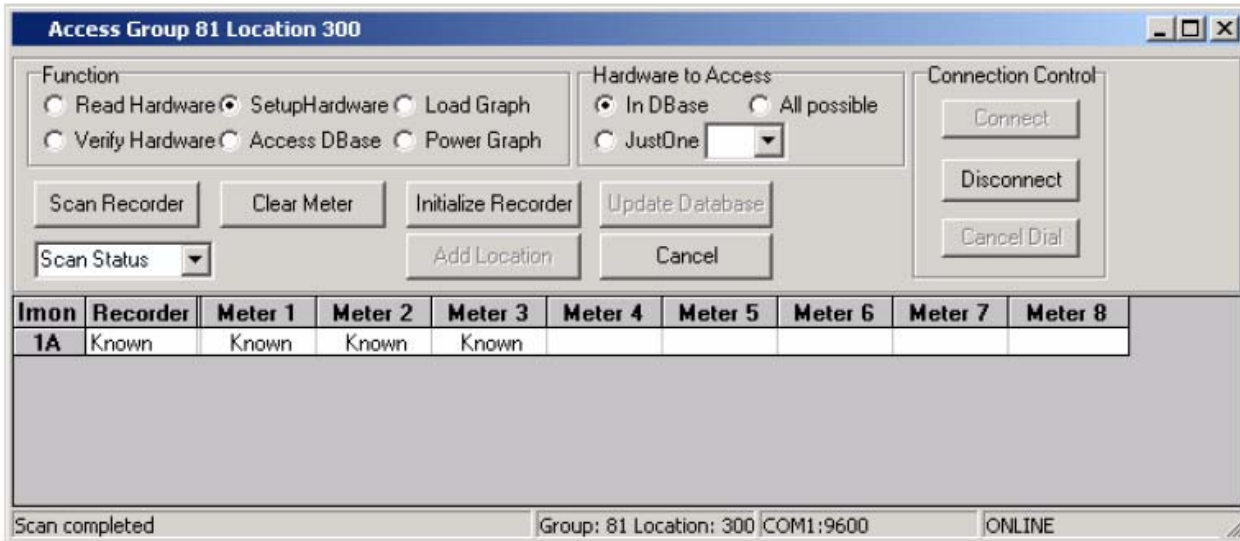 Access Group 81 Location 300
Function Hardware to Access Connection Control
Read Hardware SetupHardware Load Graph In DBase All possible Connect
Verify Hardware Access DBase Power Graph JustOne
Disconnect
Scan Recorder Clear Meter Initialize Recorder Update Database
Cancel Dial
Scan Status Add Location Cancel
Imon Recorder Meter 1 Meter 2 Meter 3 Meter 4 Meter 5 Meter 6 Meter 7 Meter 8
1A Known Known Known Known
Scan completed Group: 81 Location: 300 COM1:9600 ONLINE